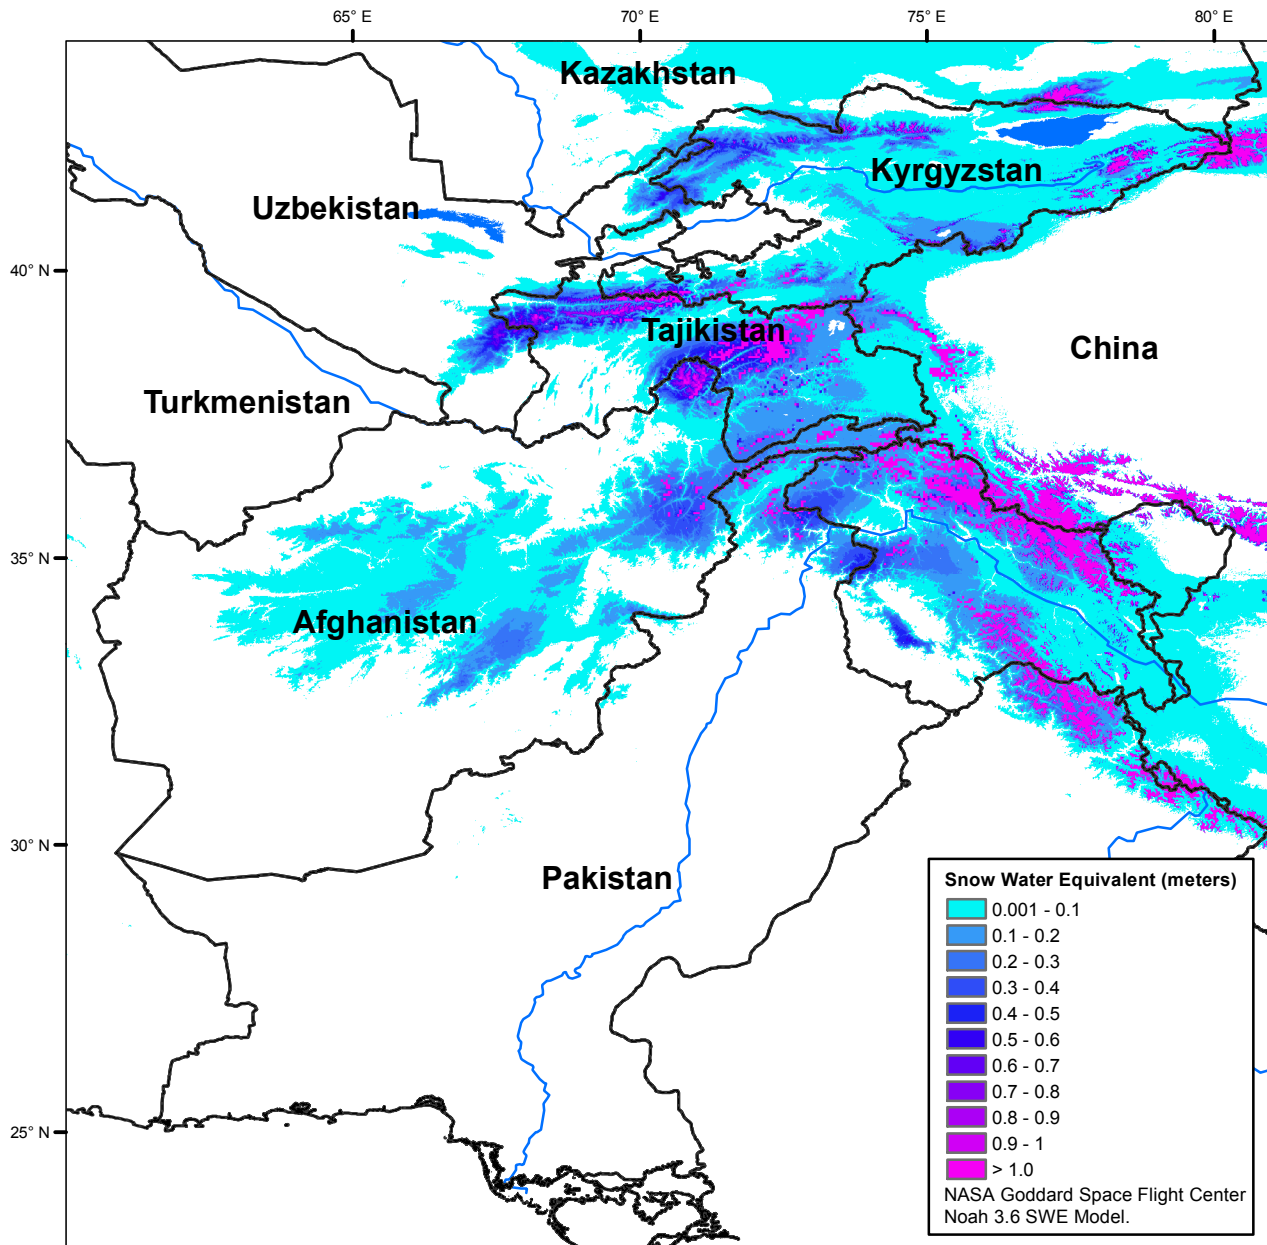 65° E
70° E
75° E
80° E
Kazakhstan
Kyrgyzstan
Uzbekistan
40° N
Tajikistan
China
Turkmenistan
35° N
Afghanistan
30° N
Pakistan
Snow Water Equivalent (meters)
0.001 - 0.1
0.1 - 0.2
0.2 - 0.3
0.3 - 0.4
0.4 - 0.5
0.5 - 0.6
0.6 - 0.7
0.7 - 0.8
0.8 - 0.9
0.9 - 1
> 1.0
NASA Goddard Space Flight Center
Noah 3.6 SWE Model.
25° N